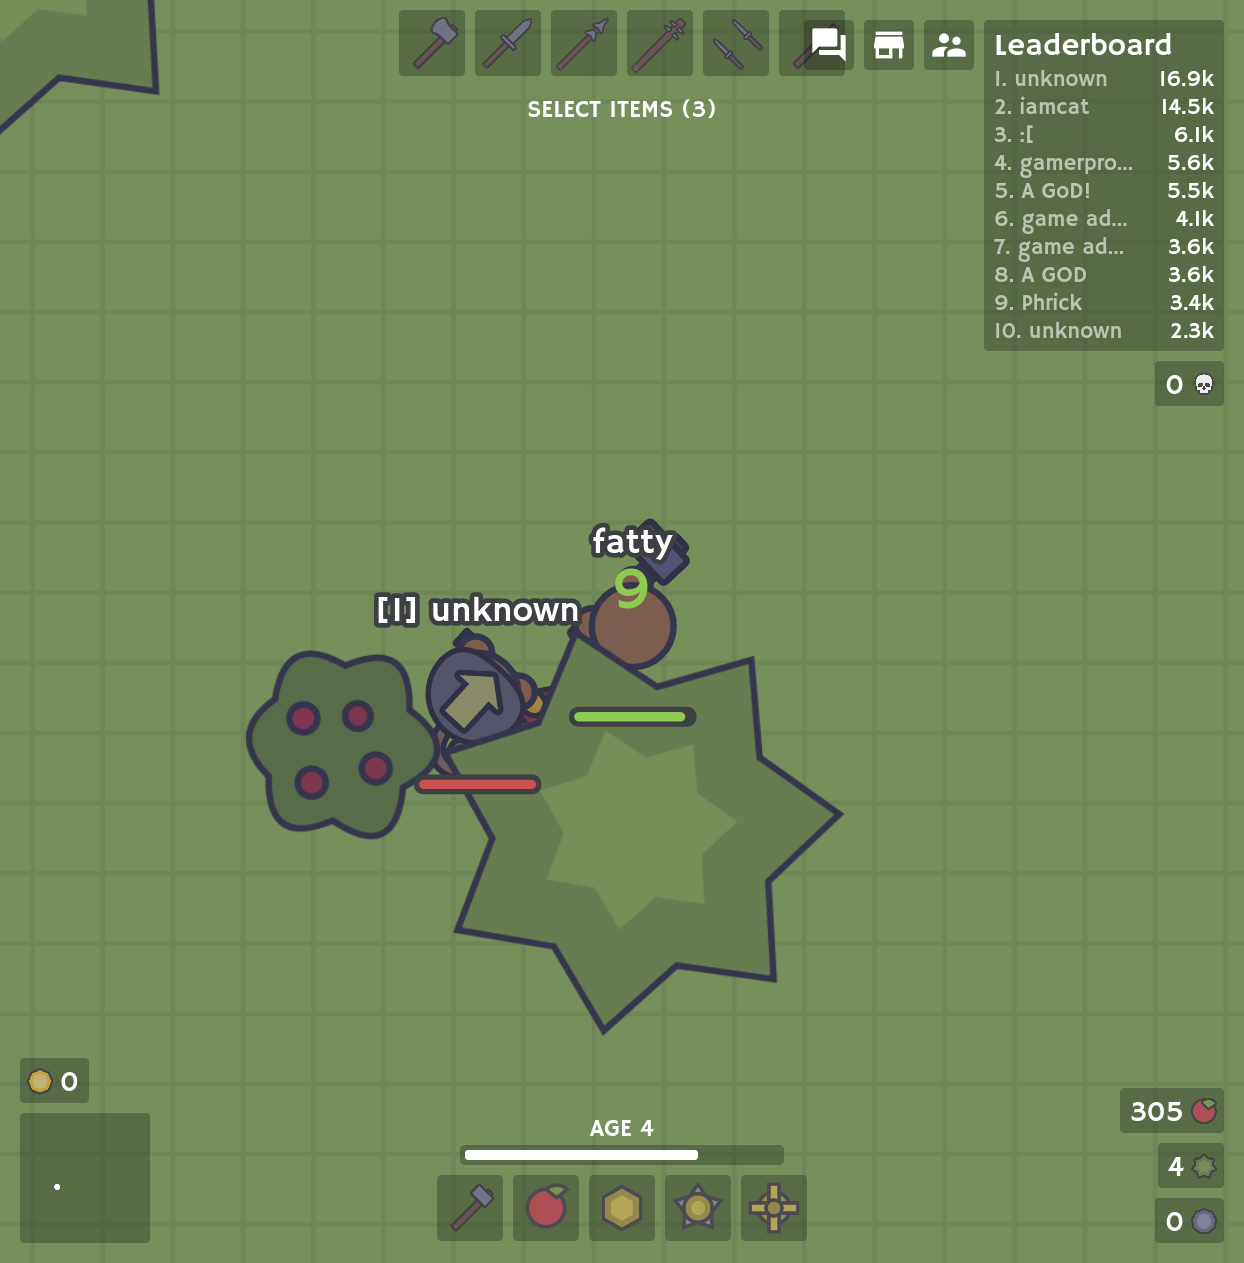 SELECT ITEMS (3)
Leaderboard
1. unknown 16.9k
2. iamcat 14.5k
3. :[ 6.1k
4. gamerpro... 5.6k
5. A GoD! 5.5k
6. game ad... 4.1k
7. game ad... 3.6k
8. A GOD 3.6k
9. Phrick 3.4k
10. unknown 2.3k
0
fatty
9
[I] unknown
0
305
AGE 4
4
0